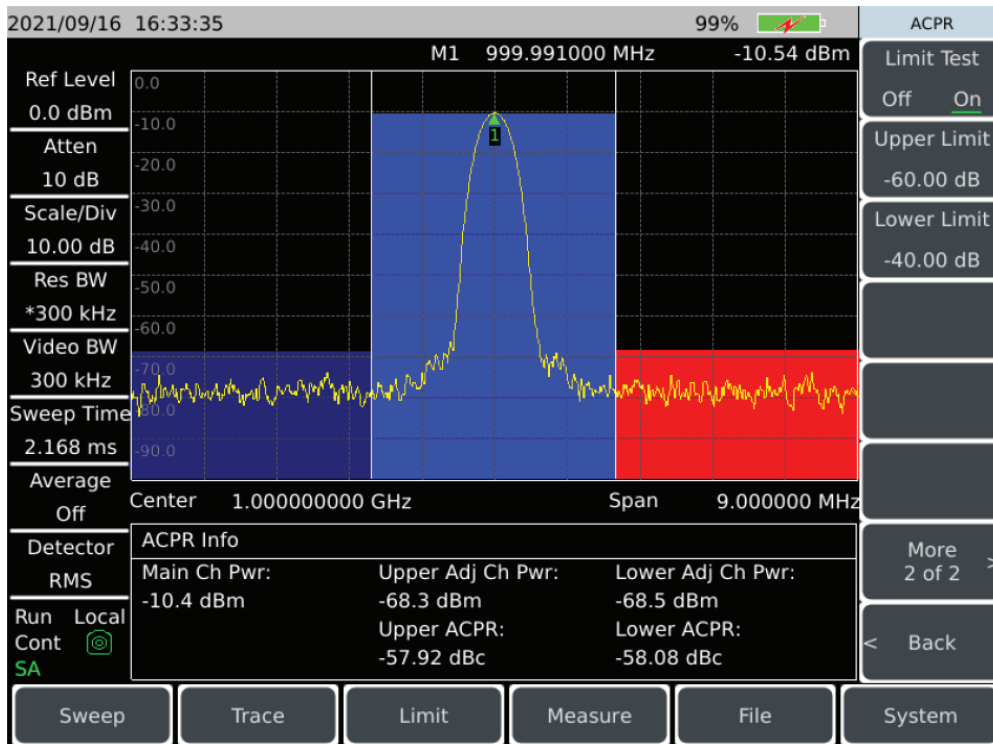 2021/09/16 16:33:35 99% ACPR
M1 999.991000 MHz -10.54 dBm
Ref Level
0.0 dBm
Atten
10 dB
Scale/Div
10.00 dB
Res BW
*300 kHz
Video BW
300 kHz
Sweep Time
2.168 ms
Average
Off
Detector
RMS
Run Local
Cont
SA
0.0
-10.0
-20.0
-30.0
-40.0
-50.0
-60.0
-70.0
-80.0
-90.0
1
Center 1.0000000000 GHz Span 9.000000 MHz
ACPR Info
Main Ch Pwr: Upper Adj Ch Pwr: Lower Adj Ch Pwr:
-10.4 dBm -68.3 dBm -68.5 dBm
Upper ACPR: Lower ACPR:
-57.92 dBc -58.08 dBc
Limit Test
Off On
Upper Limit
-60.00 dB
Lower Limit
-40.00 dB
More >
2 of 2
< Back
Sweep Trace Limit Measure File System